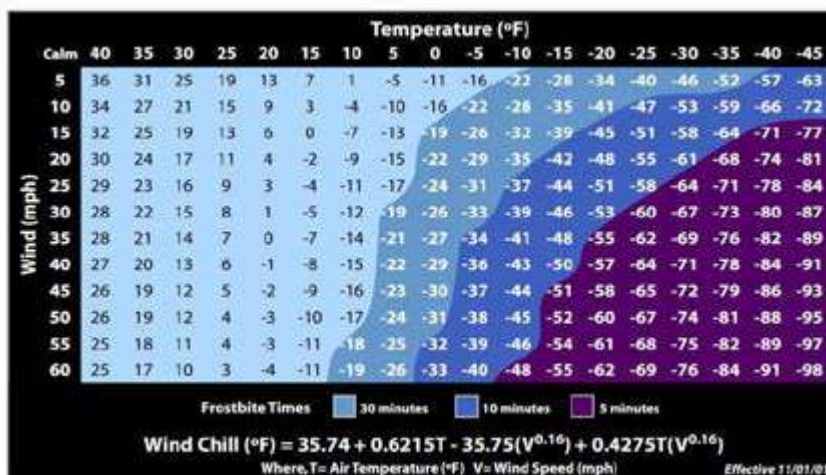 Temperature (ºF)
Calm 40 35 30 25 20 15 10 5 0 -5 -10 -15 -20 -25 -30 -35 -40 -45
5 36 31 25 19 13 7 1 -5 -11 -16 -22 -28 -34 -40 -46 -52 -57 -63
10 34 27 21 15 9 3 -4 -10 -16 -22 -28 -35 -41 -47 -53 -59 -66 -72
15 32 25 19 13 6 0 -7 -13 -19 -26 -32 -39 -45 -51 -58 -64 -71 -77
20 30 24 17 11 4 -2 -9 -15 -22 -29 -35 -42 -48 -55 -61 -68 -74 -81
25 29 23 16 9 3 -4 -11 -17 -24 -31 -37 -44 -51 -58 -64 -71 -78 -84
30 28 22 15 8 1 -5 -12 -19 -26 -33 -39 -46 -53 -60 -67 -73 -80 -87
35 28 21 14 7 0 -7 -14 -21 -27 -34 -41 -48 -55 -62 -69 -76 -82 -89
40 27 20 13 6 -1 -8 -15 -22 -29 -36 -43 -50 -57 -64 -71 -78 -84 -91
45 26 19 12 5 -2 -9 -16 -23 -30 -37 -44 -51 -58 -65 -72 -79 -86 -93
50 26 19 12 4 -3 -10 -17 -24 -31 -38 -45 -52 -60 -67 -74 -81 -88 -95
55 25 18 11 4 -3 -11 -18 -25 -32 -39 -46 -54 -61 -68 -75 -82 -89 -97
60 25 17 10 3 -4 -11 -19 -26 -33 -40 -48 -55 -62 -69 -76 -84 -91 -98
Wind (mph)
Frostbite Times 30 minutes 10 minutes 5 minutes
Wind Chill (ºF) = 35.74 + 0.6215T - 35.75(V^0.16) + 0.4275T(V^0.16)
Where, T= Air Temperature (ºF) V= Wind Speed (mph)
Effective 11/01/0